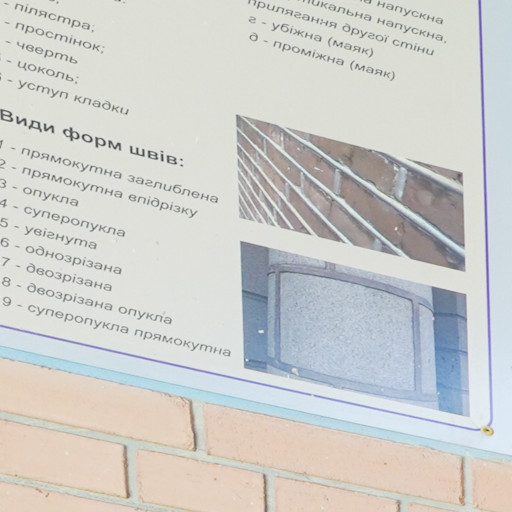 - пілястра;
- простінок;
- чверть
- цоколь;
- уступ кладки
напускна
напускна,
прилягання другої стіни
г - убіжна (маяк)
д - проміжна (маяк)
Види форм швів:
1 - прямокутна заглиблена
2 - прямокутна впідрізку
3 - опукла
4 - суперопукла
5 - увігнута
6 - однозрізана
7 - двозрізана
8 - двозрізана опукла
9 - суперопукла прямокутна